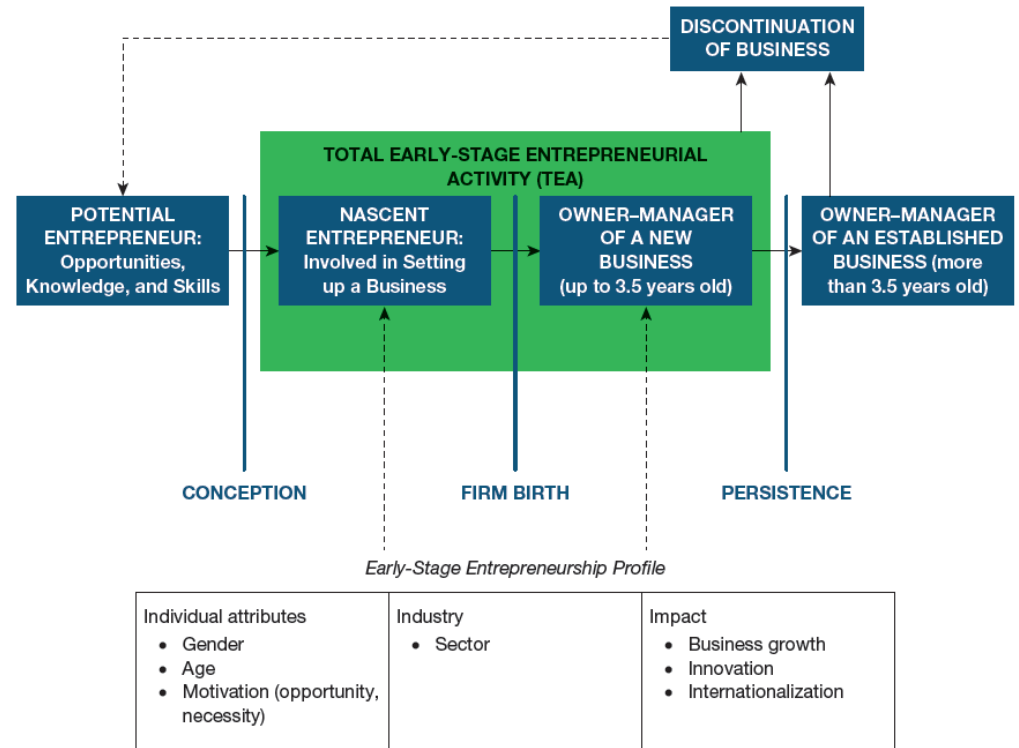 DISCONTINUATION
OF BUSINESS
TOTAL EARLY-STAGE ENTREPRENEURIAL
ACTIVITY (TEA)
POTENTIAL
ENTREPRENEUR:
Opportunities,
Knowledge, and Skills
NASCENT
ENTREPRENEUR:
Involved in Setting
up a Business
OWNER–MANAGER
OF A NEW
BUSINESS
(up to 3.5 years old)
OWNER–MANAGER
OF AN ESTABLISHED
BUSINESS (more
than 3.5 years old)
CONCEPTION
FIRM BIRTH
PERSISTENCE
Early-Stage Entrepreneurship Profile
Individual attributes
• Gender
• Age
• Motivation (opportunity,
necessity)
Industry
• Sector
Impact
• Business growth
• Innovation
• Internationalization